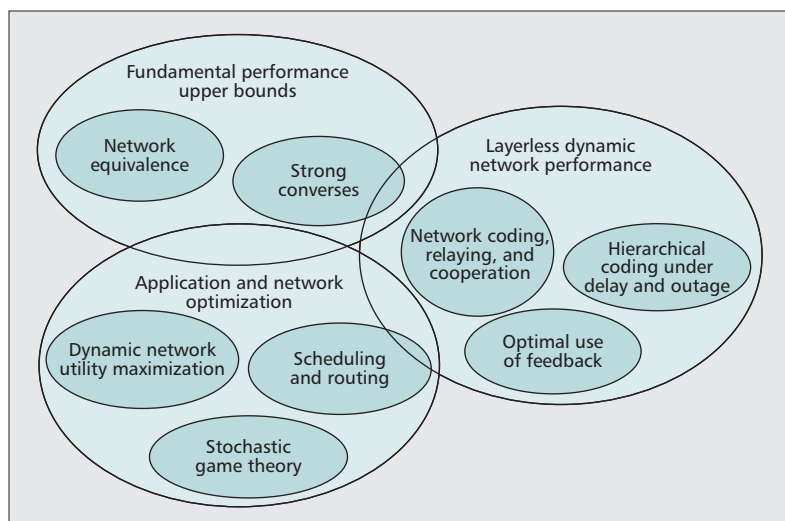 Fundamental performance
upper bounds
Network
equivalence
Strong
converses
Layerless dynamic
network performance
Network coding,
relaying, and
cooperation
Hierarchical
coding under
delay and outage
Optimal use
of feedback
Application and network
optimization
Dynamic network
utility maximization
Scheduling
and routing
Stochastic
game theory